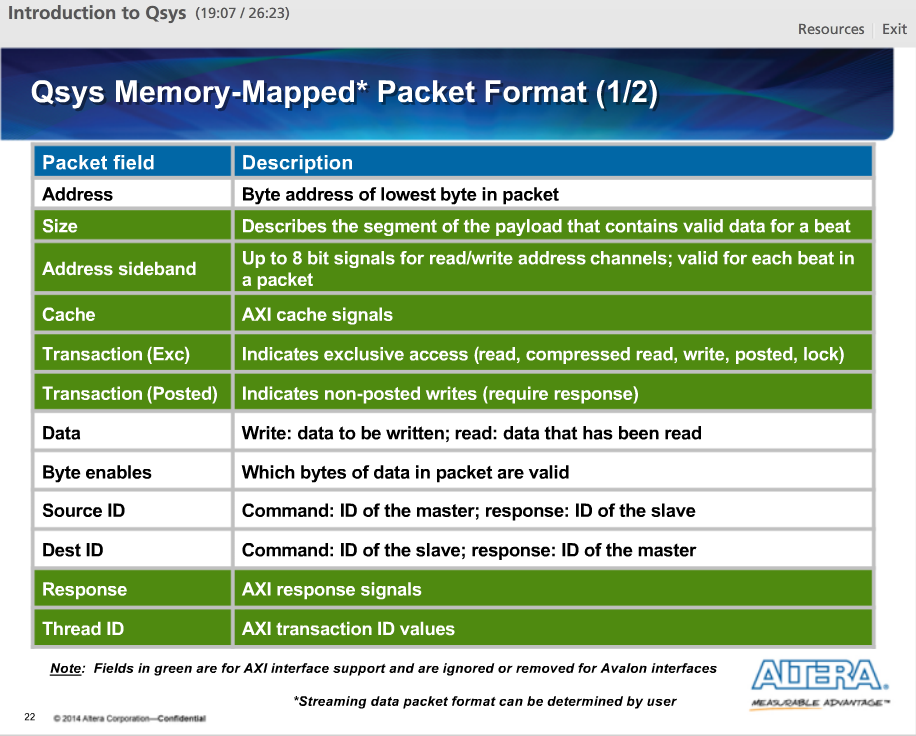 Introduction to Qsys (19:07 / 26:23)
Resources Exit
Qsys Memory-Mapped* Packet Format (1/2)
Packet field Description
Address Byte address of lowest byte in packet
Size Describes the segment of the payload that contains valid data for a beat
Address sideband Up to 8 bit signals for read/write address channels; valid for each beat in
a packet
Cache AXI cache signals
Transaction (Exc) Indicates exclusive access (read, compressed read, write, posted, lock)
Transaction (Posted) Indicates non-posted writes (require response)
Data Write: data to be written; read: data that has been read
Byte enables Which bytes of data in packet are valid
Source ID Command: ID of the master; response: ID of the slave
Dest ID Command: ID of the slave; response: ID of the master
Response AXI response signals
Thread ID AXI transaction ID values
Note: Fields in green are for AXI interface support and are ignored or removed for Avalon interfaces
*Streaming data packet format can be determined by user
ALTERA®
MEASURABLE ADVANTAGE™
22 © 2014 Altera Corporation—Confidential